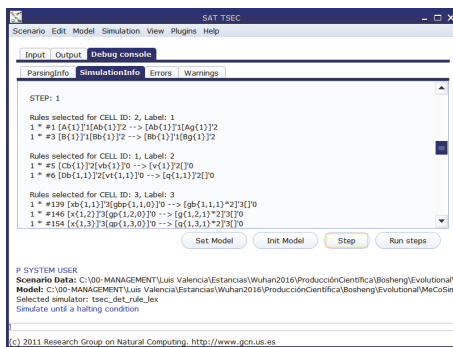 SAT TSEC
Scenario Edit Model Simulation View Plugins Help
Input Output Debug console
ParsingInfo SimulationInfo Errors Warnings
STEP: 1
Rules selected for CELL ID: 2, Label: 1
1 * #1 [A{1}]'1[Ab{1}]'2 --> [Ab{1}]'1[Ag{1}]'2
1 * #3 [B{1}]'1[Bb{1}]'2 --> [Bb{1}]'1[Bg{1}]'2
Rules selected for CELL ID: 1, Label: 2
1 * #5 [Cb{1}]'2[vb{1}]'0 --> [v{1}]'2[]'0
1 * #6 [Db{1,1}]'2[vt{1,1}]'0 --> [q{1,1}]'2[]'0
Rules selected for CELL ID: 3, Label: 3
1 * #139 [xb{1,1}]'3[gbp{1,1,0}]'0 --> [gb{1,1,1}*2]'3[]'0
1 * #146 [x{1,2}]'3[gp{1,2,0}]'0 --> [g{1,2,1}*2]'3[]'0
1 * #154 [x{1,3}]'3[gp{1,3,0}]'0 --> [g{1,3,1}*2]'3[]'0
Set Model Init Model Step Run steps
P SYSTEM USER
Scenario Data: C:\00-MANAGEMENT\Luis Valencia\Estancias\Wuhan2016\ProducciónCientífica\Bosheng\Evolutional\
Model: C:\00-MANAGEMENT\Luis Valencia\Estancias\Wuhan2016\ProducciónCientífica\Bosheng\Evolutional\MeCoSim
Selected simulator: tsec_det_rule_lex
Simulate until a halting condition
(c) 2011 Research Group on Natural Computing. http://www.gcn.us.es